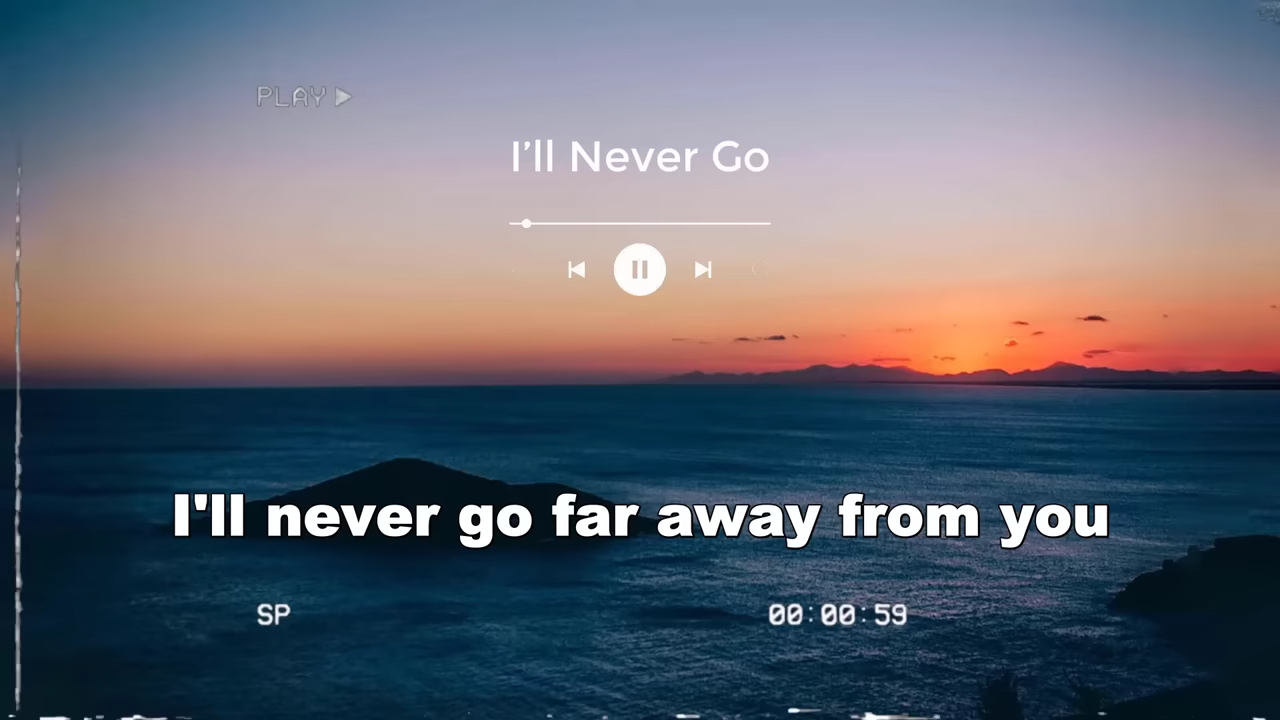 PLAY
I’ll Never Go
I'll never go far away from you
SP
00:00:59